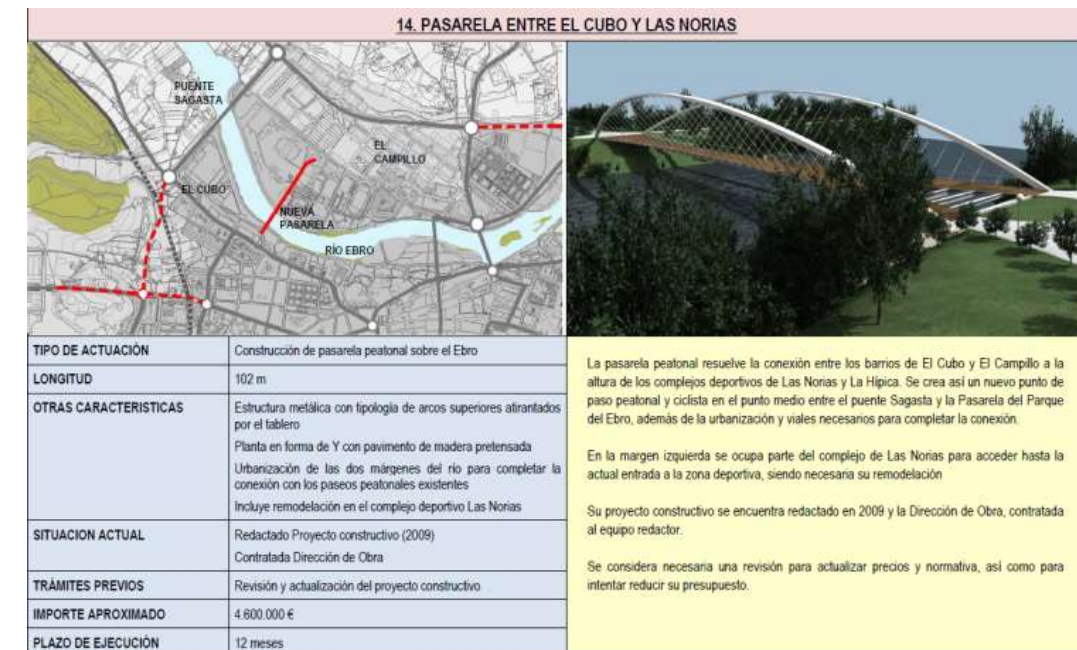 14. PASARELA ENTRE EL CUBO Y LAS NORIAS
PUENTE
SAGASTA
EL
CAMPILLO
EL CUBO
NUEVA
PASARELA
RÍO EBRO
TIPO DE ACTUACIÓN
Construcción de pasarela peatonal sobre el Ebro
LONGITUD
102 m
OTRAS CARACTERISTICAS
Estructura metálica con tipología de arcos superiores atirantados
por el tablero
Planta en forma de Y con pavimento de madera pretensada
Urbanización de las dos márgenes del río para completar la
conexión con los paseos peatonales existentes
Incluye remodelación en el complejo deportivo Las Norias
SITUACION ACTUAL
Redactado Proyecto constructivo (2009)
Contratada Dirección de Obra
TRÁMITES PREVIOS
Revisión y actualización del proyecto constructivo
IMPORTE APROXIMADO
4.600.000 €
PLAZO DE EJECUCIÓN
12 meses
La pasarela peatonal resuelve la conexión entre los barrios de El Cubo y El Campillo a la
altura de los complejos deportivos de Las Norias y La Hípica. Se crea así un nuevo punto de
paso peatonal y ciclista en el punto medio entre el puente Sagasta y la Pasarela del Parque
del Ebro, además de la urbanización y viales necesarios para completar la conexión.
En la margen izquierda se ocupa parte del complejo de Las Norias para acceder hasta la
actual entrada a la zona deportiva, siendo necesaria su remodelación
Su proyecto constructivo se encuentra redactado en 2009 y la Dirección de Obra, contratada
al equipo redactor.
Se considera necesaria una revisión para actualizar precios y normativa, así como para
intentar reducir su presupuesto.